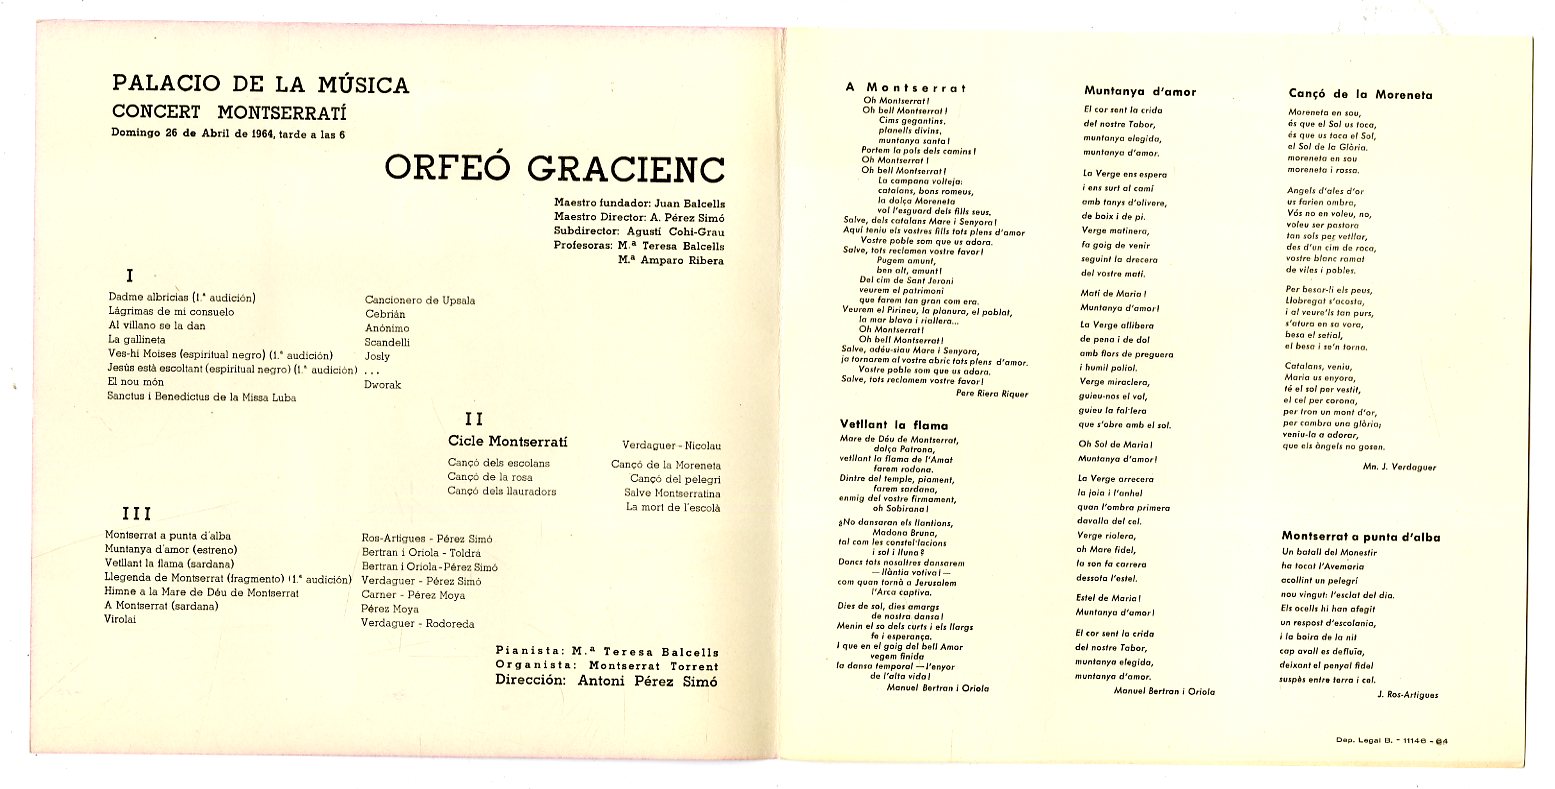 PALACIO DE LA MÚSICA
CONCERT MONTSERRATÍ
Domingo 26 de Abril de 1964, tarde a las 6
ORFEÓ GRACIENC
Maestro fundador: Juan Balcells
Maestro Director: A. Pérez Simó
Subdirector: Agustí Cohi-Grau
Profesoras: M.ª Teresa Balcells
M.ª Amparo Ribera
I
Dadme albricias (1.ª audición) Cancionero de Upsala
Lágrimas de mi consuelo Cebrián
Al villano se la dan Anónimo
La gallineta Scandelli
Ves-hi Moises (espiritual negro) (1.ª audición) Josly
Jesús està escoltant (espiritual negro) (1.ª audición) . . .
El nou món Dworak
Sanctus i Benedictus de la Missa Luba
II
Cicle Montserratí Verdaguer - Nicolau
Cançó dels escolans Cançó de la Moreneta
Cançó de la rosa Cançó del pelegrí
Cançó dels llauradors Salve Montserratina
La mort de l'escolà
III
Montserrat a punta d'alba Ros-Artigues - Pérez Simó
Muntanya d'amor (estreno) Bertran i Oriola - Toldrá
Vetllant la flama (sardana) Bertran i Oriola - Pérez Simó
Llegenda de Montserrat (fragmento) (1.ª audición) Verdaguer - Pérez Simó
Himne a la Mare de Déu de Montserrat Carner - Pérez Moya
A Montserrat (sardana) Pérez Moya
Virolai Verdaguer - Rodoreda
Pianista: M.ª Teresa Balcells
Organista: Montserrat Torrent
Dirección: Antoni Pérez Simó
A Montserrat
Oh Montserrat!
Oh bell Montserrat!
Cims gegantins,
planells divins,
muntanya santa!
Portem la pols dels camins!
Oh Montserrat!
Oh bell Montserrat!
La campana volteja:
catalans, bons romeus,
la dolça Moreneta
vol l'esguard dels fills seus.
Salve, dels catalans Mare i Senyora!
Aquí teniu els vostres fills tots plens d'amor
Vostre poble som que us adora.
Salve, tots reclamen vostre favor!
Pugem amunt,
ben alt, amunt!
Del cim de Sant Jeroni
veurem el patrimoni
que farem tan gran com era.
Veurem el Pirineu, la planura, el poblat,
la mar blava i riallera...
Oh Montserrat!
Oh bell Montserrat!
Salve, adéu-siau Mare i Senyora,
ja tornarem al vostre abric tots plens d'amor.
Vostre poble som que us adora.
Salve, tots reclamem vostre favor!
Pere Riera Riquer
Vetllant la flama
Mare de Déu de Montserrat,
dolça Patrona,
vetllant la flama de l'Amat
farem rodona.
Dintre del temple, piament,
farem sardana,
enmig del vostre firmament,
oh Sobirana!
¿No dansaran els llantions,
Madona Bruna,
tal com les constel·lacions
i sol i lluna?
Doncs tots nosaltres dansarem
—llàntia votiva!—
com quan tornà a Jerusalem
l'Arca captiva.
Dies de sol, dies amargs
de nostra dansa!
Menin el so dels curts i els llargs
fe i esperança.
I que en el gaig del bell Amor
vegem finida
la dansa temporal —l'enyor
de l'alta vida!
Manuel Bertran i Oriola
Muntanya d'amor
El cor sent la crida
del nostre Tabor,
muntanya elegida,
muntanya d'amor.
La Verge ens espera
i ens surt al camí
amb tanys d'olivere,
de boix i de pi.
Verge matinera,
fa goig de venir
seguint la drecera
del vostre matí.
Matí de Maria!
Muntanya d'amor!
La Verge allibera
de pena i de dol
amb flors de preguera
i humil poliol.
Verge miraclera,
guieu-nos el vol,
guieu la fal·lera
que s'obre amb el sol.
Oh Sol de Maria!
Muntanya d'amor!
La Verge arrecera
la joia i l'anhel
quan l'ombra primera
davalla del cel.
Verge riolera,
oh Mare fidel,
la son fa carrera
dessota l'estel.
Estel de Maria!
Muntanya d'amor!
El cor sent la crida
del nostre Tabor,
muntanya elegida,
muntanya d'amor.
Manuel Bertran i Oriola
Cançó de la Moreneta
Moreneta en sou,
és que el Sol us toca,
és que us toca el Sol,
el Sol de la Glòria.
moreneta en sou
moreneta i rossa.
Angels d'ales d'or
us farien ombra,
Vós no en voleu, no,
voleu ser pastora
tan sols per vetllar,
des d'un cim de roca,
vostre blanc ramat
de viles i pobles.
Per besar-li els peus,
Llobregat s'acosta,
i al veure'ls tan purs,
s'atura en sa vora,
besa el setial,
el besa i se'n torna.
Catalans, veniu,
Maria us enyora,
té el sol per vestit,
el cel per corona,
per tron un mont d'or,
per cambra una glòria;
veniu-la a adorar,
que els àngels no gosen.
Mn. J. Verdaguer
Montserrat a punta d'alba
Un batall del Monestir
ha tocat l'Avemaria
acollint un pelegrí
nou vingut: l'esclat del dia.
Els ocells hi han afegit
un respost d'escolania,
i la boira de la nit
cap avall es defluïa,
deixant el penyal fidel
suspès entre terra i cel.
J. Ros-Artigues
Dep. Legal B. - 11146 - 64